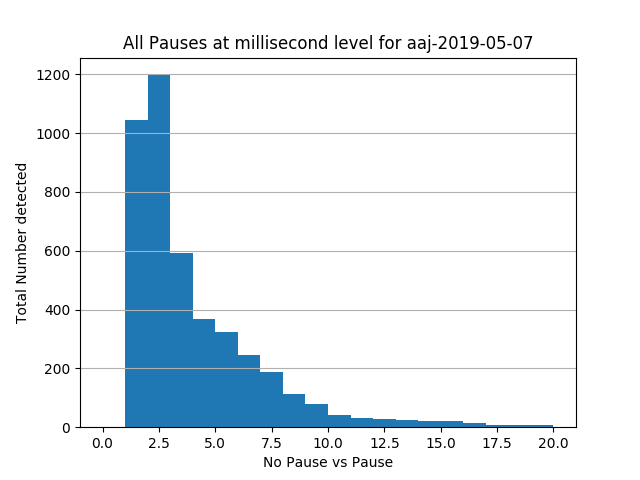 All Pauses at millisecond level for aaj-2019-05-07
1200
1000
800
600
400
200
0
Total Number detected
0.0 2.5 5.0 7.5 10.0 12.5 15.0 17.5 20.0
No Pause vs Pause